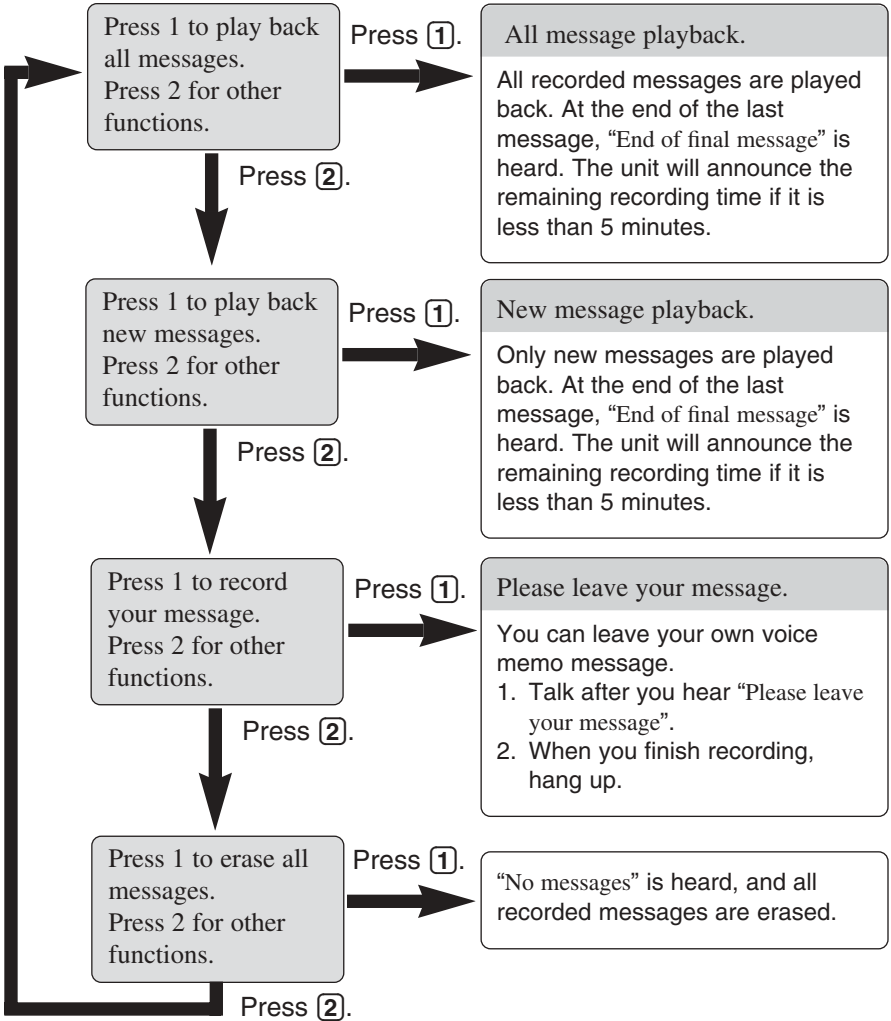 Press 1 to play back
all messages.
Press 2 for other
functions.
Press 1.
All message playback.
All recorded messages are played
back. At the end of the last
message, “End of final message” is
heard. The unit will announce the
remaining recording time if it is
less than 5 minutes.
Press 2.
Press 1 to play back
new messages.
Press 2 for other
functions.
Press 1.
New message playback.
Only new messages are played
back. At the end of the last
message, “End of final message” is
heard. The unit will announce the
remaining recording time if it is
less than 5 minutes.
Press 2.
Press 1 to record
your message.
Press 2 for other
functions.
Press 1.
Please leave your message.
You can leave your own voice
memo message.
1. Talk after you hear “Please leave
your message”.
2. When you finish recording,
hang up.
Press 2.
Press 1 to erase all
messages.
Press 2 for other
functions.
Press 1.
“No messages” is heard, and all
recorded messages are erased.
Press 2.